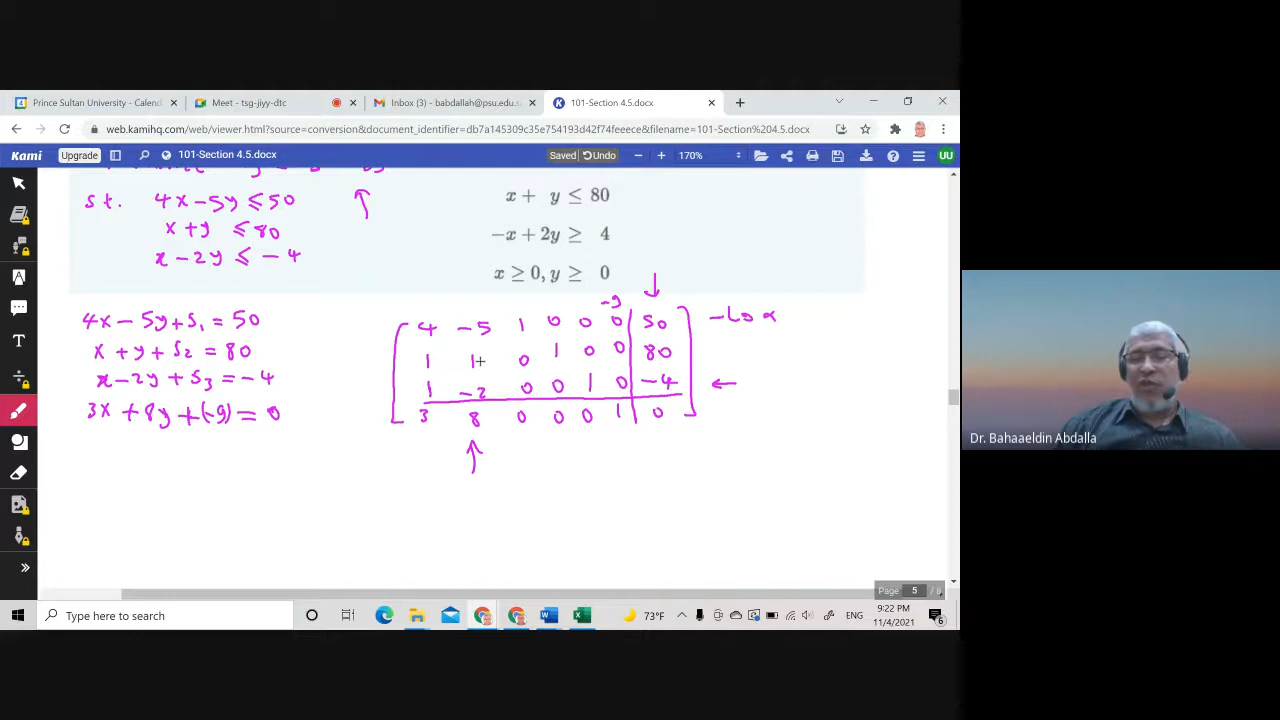 Prince Sultan University - Calend
Meet - tsg-jiyy-dtc
Inbox (3) - babdallah@psu.edu.s
101-Section 4.5.docx
web.kamihq.com/web/viewer.html?source=conversion&document_identifier=db7a145309c35e754193d42f74feeece&filename=101-Section%204.5.docx
Kami
Upgrade
101-Section 4.5.docx
Saved
Undo
170%
UU
s t. 4x - 5y ≤ 50
x + y ≤ 80
x - 2y ≤ -4
x + y ≤ 80
-x + 2y ≥ 4
x ≥ 0, y ≥ 0
4x - 5y + S₁ = 50
x + y + S₂ = 80
x - 2y + S₃ = -4
3x + 8y + (-g) = 0
-g
4 -5 1 0 0 0 50
1 1 0 1 0 0 80
1 -2 0 0 1 0 -4
3 8 0 0 0 1 0
Dr. Bahaaeldin Abdalla
Page 5 / 8
Type here to search
73°F
ENG
9:22 PM
11/4/2021
6